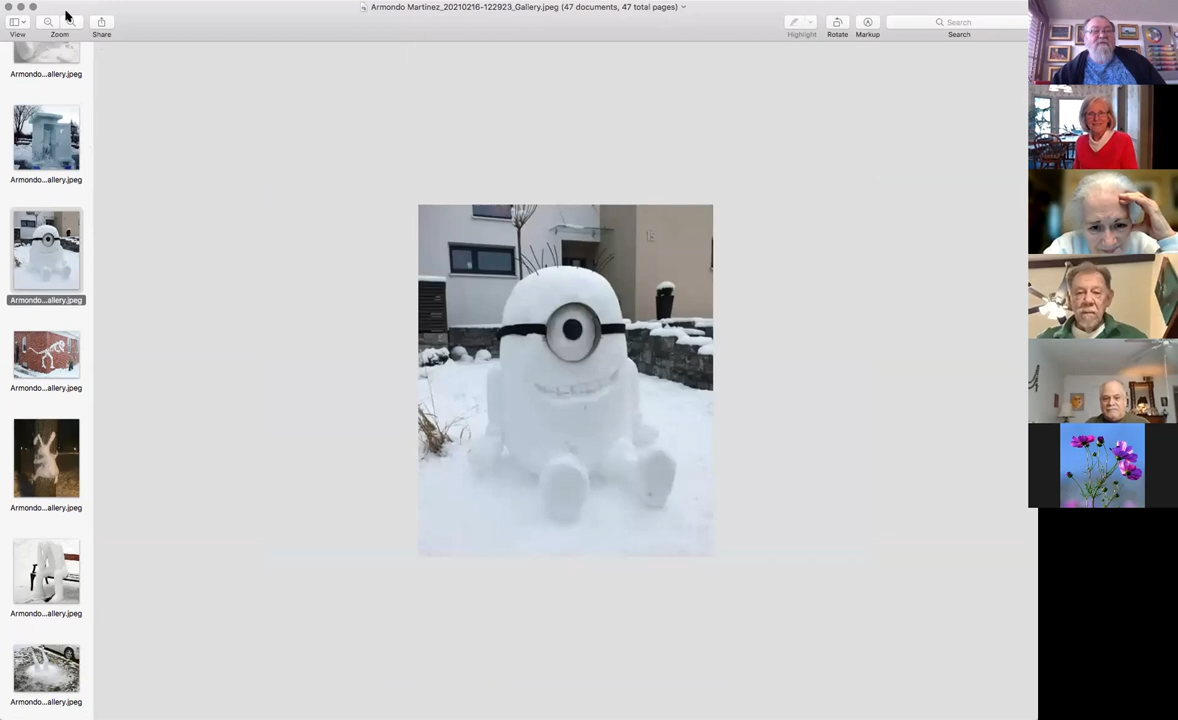 Armondo Martinez_20210216-122923_Gallery.jpeg (47 documents, 47 total pages)
View
Zoom
Share
Highlight
Rotate
Markup
Search
Search
Armondo...allery.jpeg
Armondo...allery.jpeg
Armondo...allery.jpeg
Armondo...allery.jpeg
Armondo...allery.jpeg
Armondo...allery.jpeg
Armondo...allery.jpeg
15